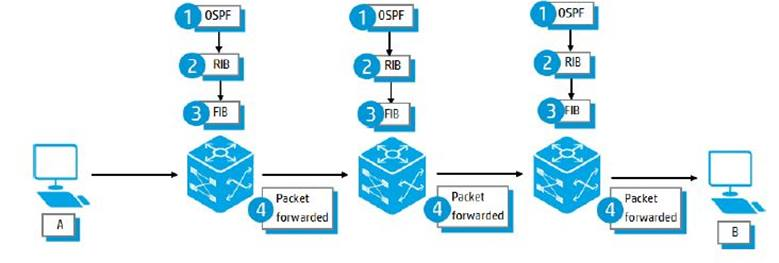 1 OSPF
2 RIB
3 FIB
1 OSPF
2 RIB
3 FIB
1 OSPF
2 RIB
3 FIB
A
4 Packet
forwarded
4 Packet
forwarded
4 Packet
forwarded
B